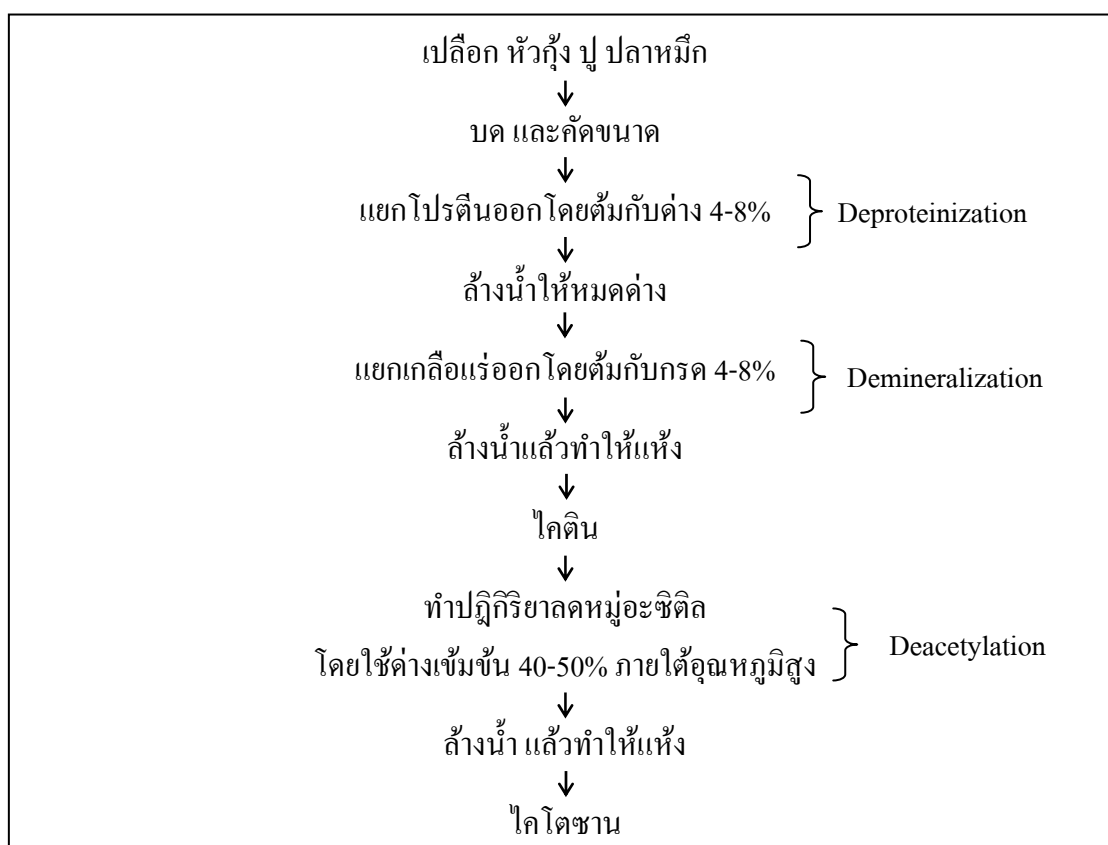 เปลือก หัวกุ้ง ปู ปลาหมึก
บด และคัดขนาด
แยกโปรตีนออกโดยต้มกับด่าง 4-8%
Deproteinization
ล้างน้ำให้หมดด่าง
แยกเกลือแร่ออกโดยต้มกับกรด 4-8%
Demineralization
ล้างน้ำแล้วทำให้แห้ง
ไคติน
ทำปฎิกิริยาลดหมู่อะซิติล
โดยใช้ด่างเข้มข้น 40-50% ภายใต้อุณหภูมิสูง
Deacetylation
ล้างน้ำ แล้วทำให้แห้ง
ไคโตซาน